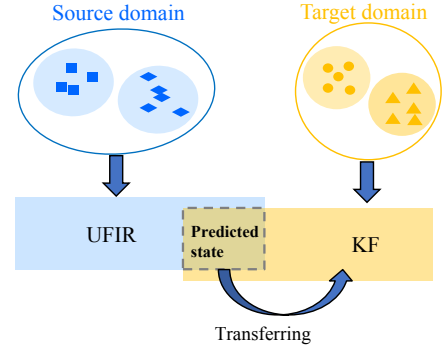 Source domain
Target domain
UFIR
Predicted
state
KF
Transferring